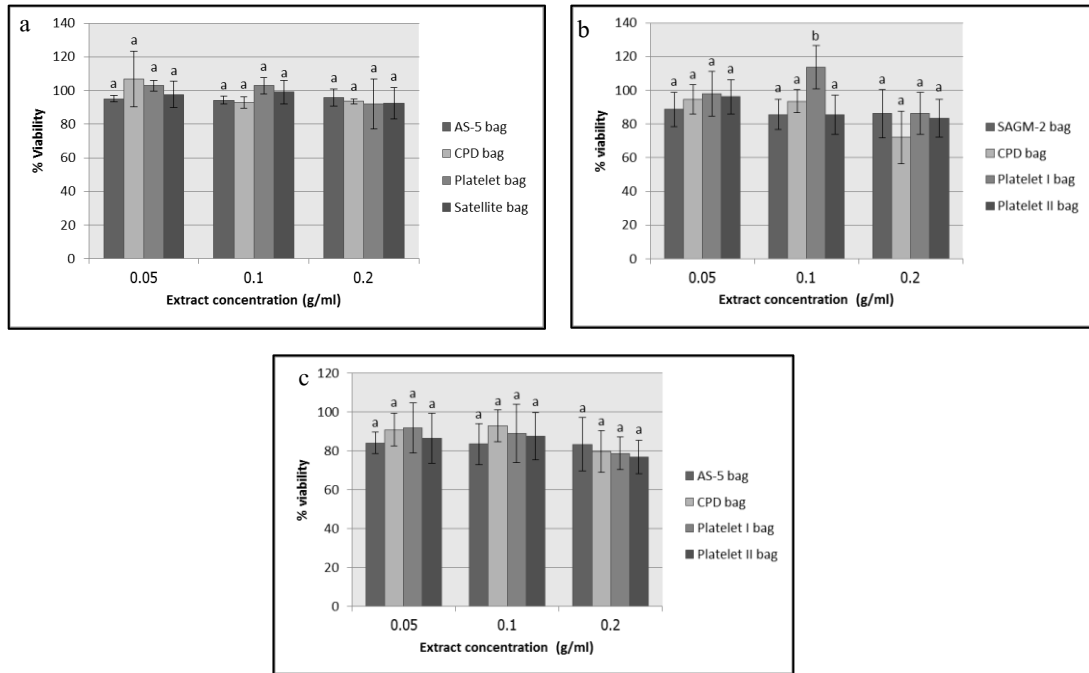 a
140
120
100
80
60
40
20
0
% Viability
a a a a
a a a a
a a a a
0.05 0.1 0.2
Extract concentration (g/ml)
AS-5 bag
CPD bag
Platelet bag
Satellite bag
b
140
120
100
80
60
40
20
0
% Viability
a a a a
a a b a
a a a a
0.05 0.1 0.2
Extract concentration (g/ml)
SAGM-2 bag
CPD bag
Platelet I bag
Platelet II bag
c
120
100
80
60
40
20
0
% viability
a a a a
a a a a
a a a a
0.05 0.1 0.2
Extract concentration (g/ml)
AS-5 bag
CPD bag
Platelet I bag
Platelet II bag